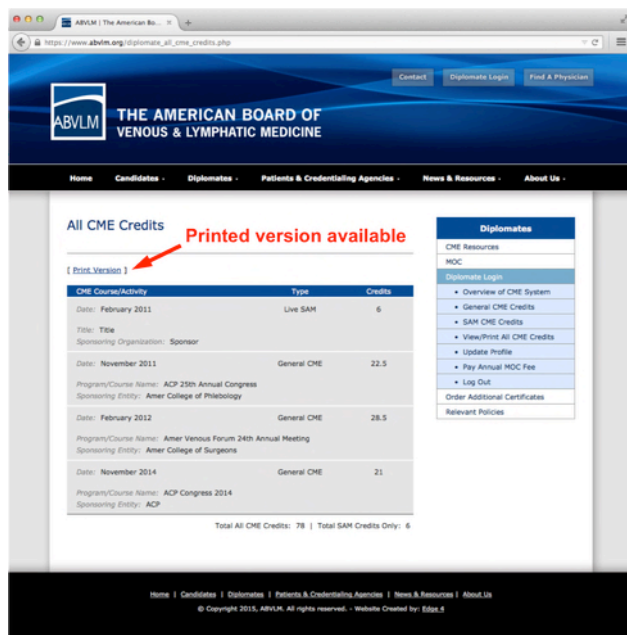 ABVLM | The American Bo...
https://www.abvlm.org/diplomate_all_cme_credits.php
Contact Diplomate Login Find A Physician
ABVLM
THE AMERICAN BOARD OF
VENOUS & LYMPHATIC MEDICINE
Home Candidates Diplomates Patients & Credentialing Agencies News & Resources About Us
All CME Credits
Printed version available
[ Print Version ]
CME Course/Activity Type Credits
Date: February 2011 Live SAM 6
Title: Title
Sponsoring Organization: Sponsor
Date: November 2011 General CME 22.5
Program/Course Name: ACP 25th Annual Congress
Sponsoring Entity: Amer College of Phlebology
Date: February 2012 General CME 28.5
Program/Course Name: Amer Venous Forum 24th Annual Meeting
Sponsoring Entity: Amer College of Surgeons
Date: November 2014 General CME 21
Program/Course Name: ACP Congress 2014
Sponsoring Entity: ACP
Total All CME Credits: 78 | Total SAM Credits Only: 6
Diplomates
CME Resources
MOC
Diplomate Login
• Overview of CME System
• General CME Credits
• SAM CME Credits
• View/Print All CME Credits
• Update Profile
• Pay Annual MOC Fee
• Log Out
Order Additional Certificates
Relevant Policies
Home | Candidates | Diplomates | Patients & Credentialing Agencies | News & Resources | About Us
© Copyright 2015, ABVLM. All rights reserved. - Website Created by: Edge 4